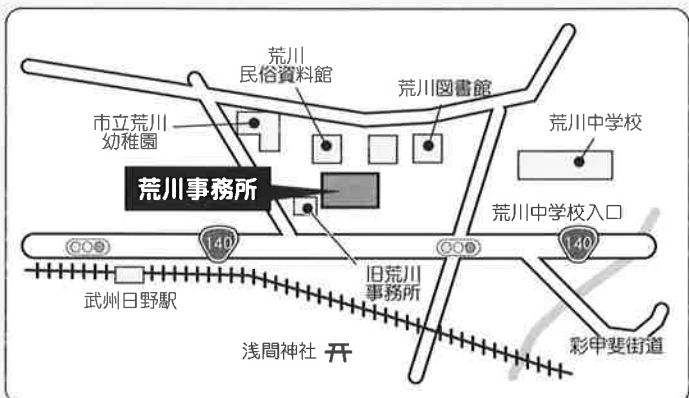 荒川
民俗資料館
荒川図書館
市立荒川
幼稚園
荒川中学校
荒川事務所
荒川中学校入口
140
140
旧荒川
事務所
武州日野駅
浅間神社
彩甲斐街道